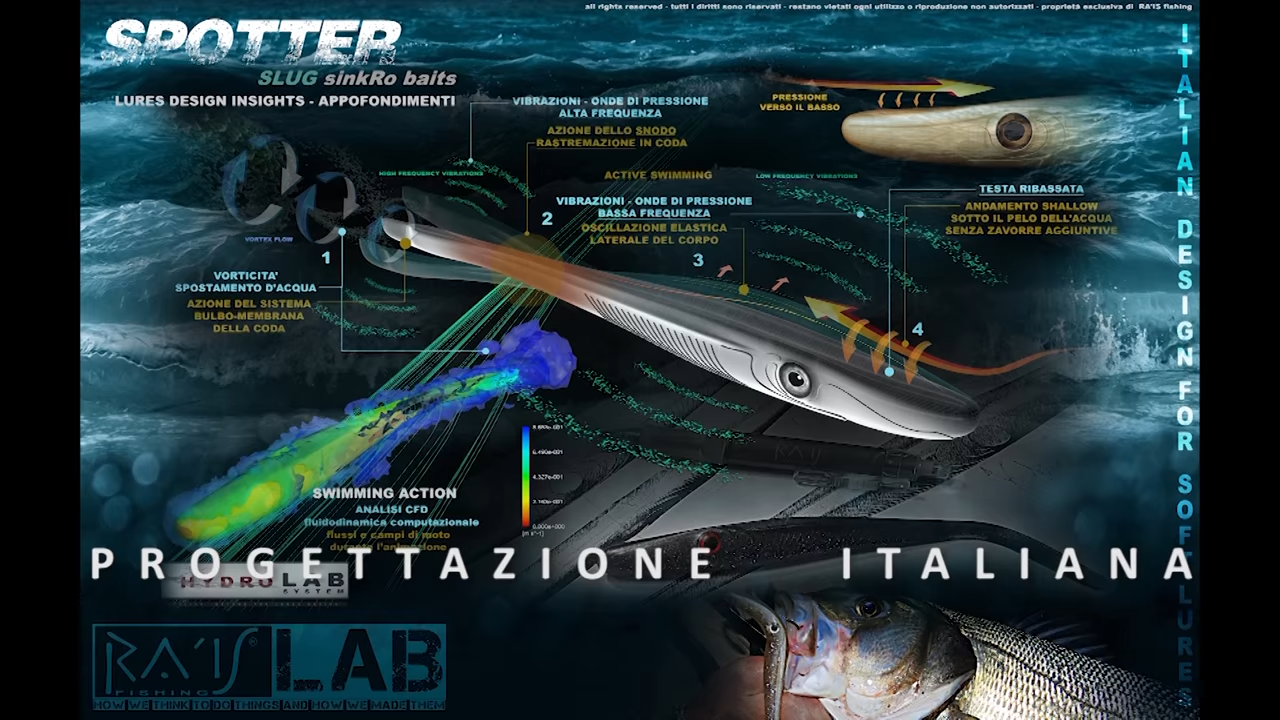 all rights reserved - tutti i diritti sono riservati - restano vietati ogni utilizzo o riproduzione non autorizzati - proprietà esclusiva di RA'IS fishing
SPOTTER
SLUG sinkRo baits
LURES DESIGN INSIGHTS - APPOFONDIMENTI
VIBRAZIONI - ONDE DI PRESSIONE
ALTA FREQUENZA
AZIONE DELLO SNODO
RASTREMAZIONE IN CODA
PRESSIONE
VERSO IL BASSO
HIGH FREQUENCY VIBRATIONS
ACTIVE SWIMMING
LOW FREQUENCY VIBRATIONS
2
VIBRAZIONI - ONDE DI PRESSIONE
BASSA FREQUENZA
OSCILLAZIONE ELASTICA
LATERALE DEL CORPO
3
TESTA RIBASSATA
ANDAMENTO SHALLOW
SOTTO IL PELO DELL'ACQUA
SENZA ZAVORRE AGGIUNTIVE
4
VORTEX FLOW
1
VORTICITA'
SPOSTAMENTO D'ACQUA
AZIONE DEL SISTEMA
BULBO-MEMBRANA
DELLA CODA
SWIMMING ACTION
ANALISI CFD
fluidodinamica computazionale
flussi e campi di moto
durante l'animazione
0.000e+000
PROGETTAZIONE ITALIANA
HYDRO LAB
SYSTEM
RA'IS LAB
FISHING
HOW WE THINK TO DO THINGS AND HOW WE MADE THEM
ITALIAN DESIGN FOR SOFT LURES